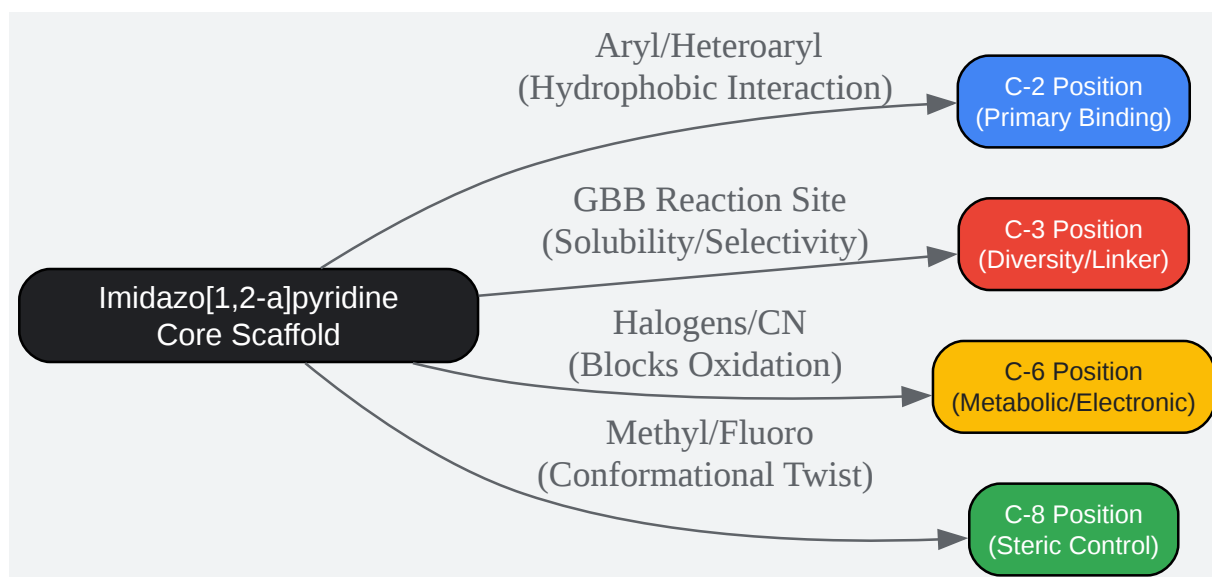 Aryl/Heteroaryl
(Hydrophobic Interaction)
C-2 Position
(Primary Binding)
GBB Reaction Site
(Solubility/Selectivity)
C-3 Position
(Diversity/Linker)
Imidazo[1,2-a]pyridine
Core Scaffold
Halogens/CN
(Blocks Oxidation)
C-6 Position
(Metabolic/Electronic)
Methyl/Fluoro
(Conformational Twist)
C-8 Position
(Steric Control)